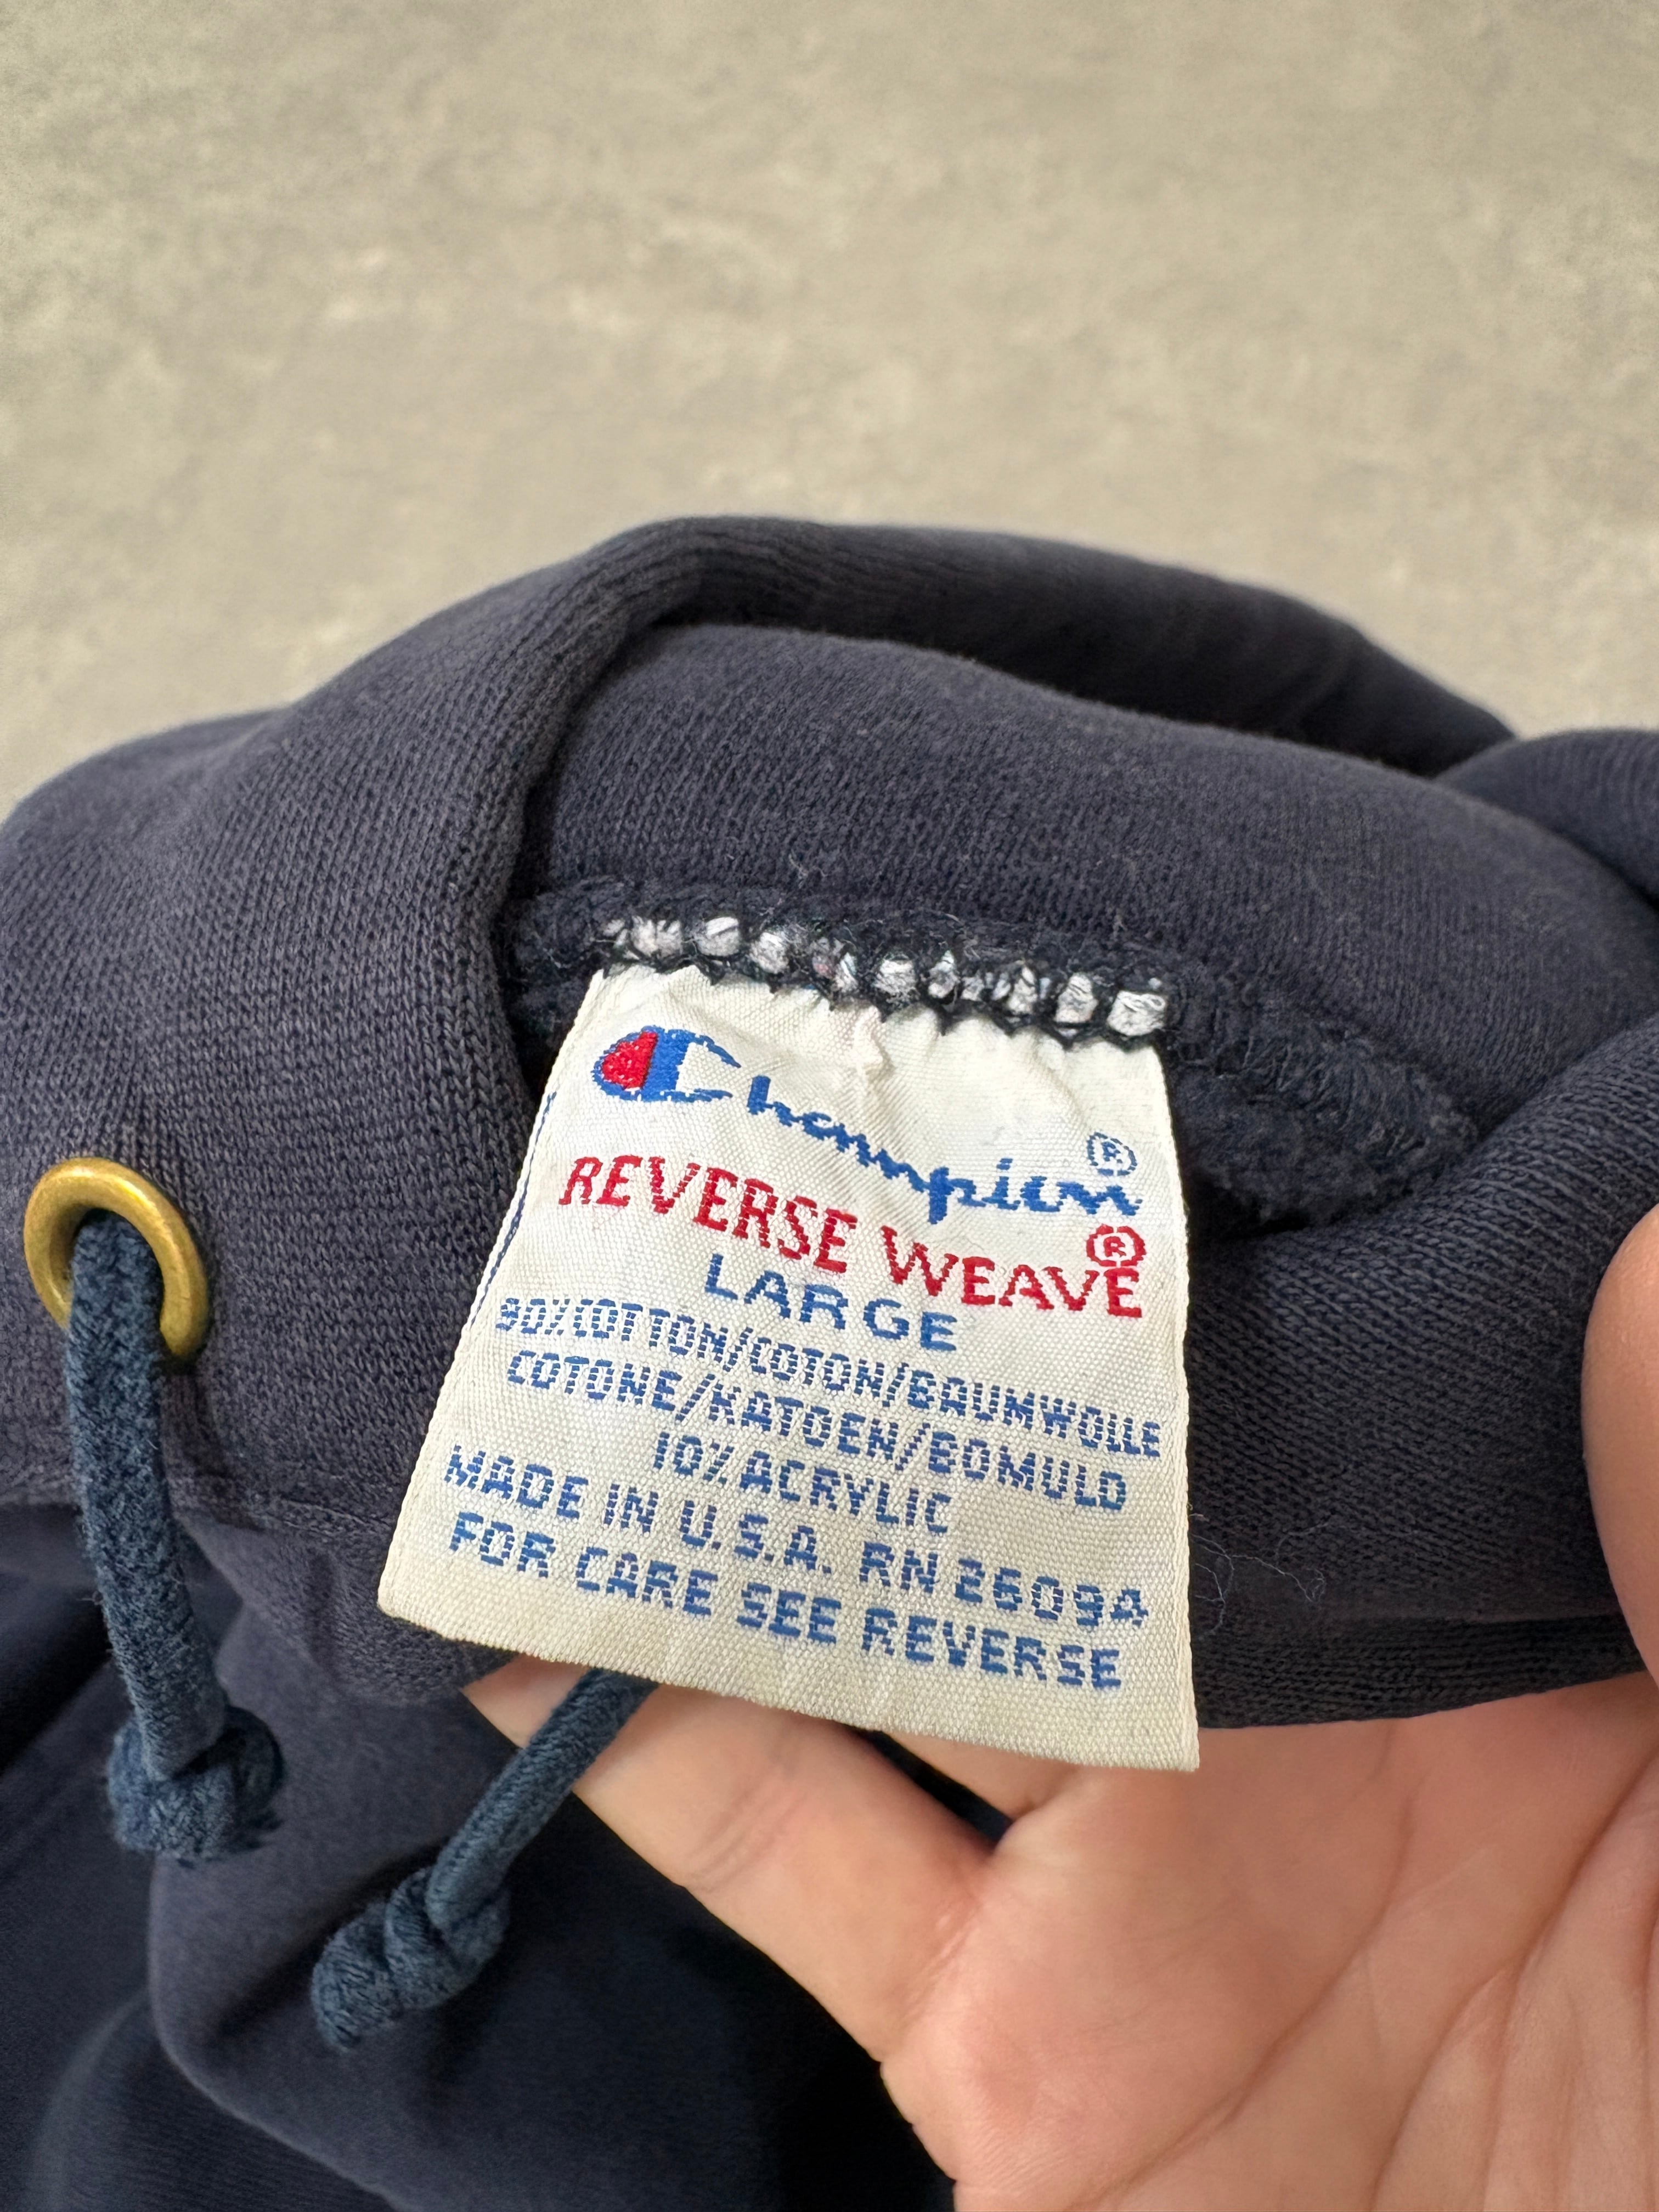 Champion®
REVERSE WEAVE®
LARGE
90% COTTON/COTON/BAUMWOLLE
COTONE/KATOEN/BOMULD
10% ACRYLIC
MADE IN U.S.A. RN 26094
FOR CARE SEE REVERSE